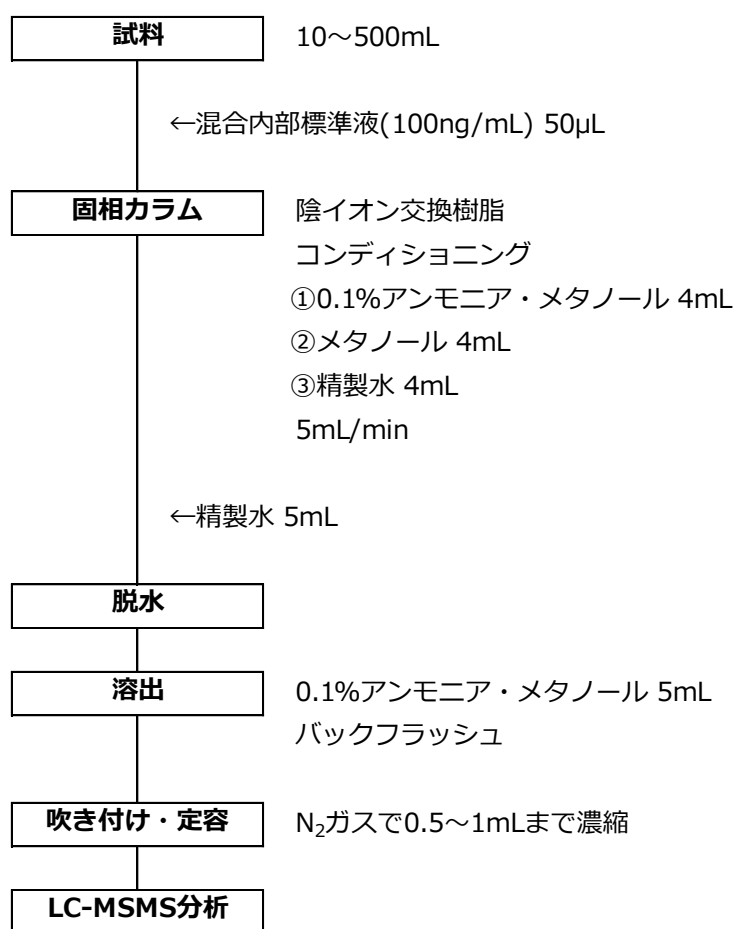 試料 10～500mL
←混合内部標準液(100ng/mL) 50μL
固相カラム 陰イオン交換樹脂
コンディショニング
①0.1%アンモニア・メタノール 4mL
②メタノール 4mL
③精製水 4mL
5mL/min
←精製水 5mL
脱水
溶出 0.1%アンモニア・メタノール 5mL
バックフラッシュ
吹き付け・定容 N₂ガスで0.5～1mLまで濃縮
LC-MSMS分析